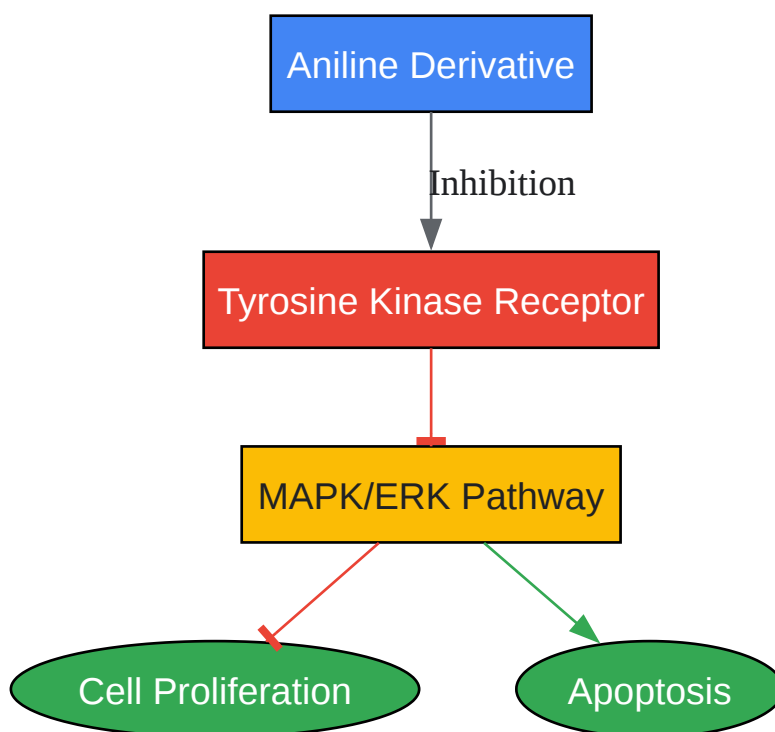 Aniline Derivative
Inhibition
Tyrosine Kinase Receptor
MAPK/ERK Pathway
Cell Proliferation
Apoptosis